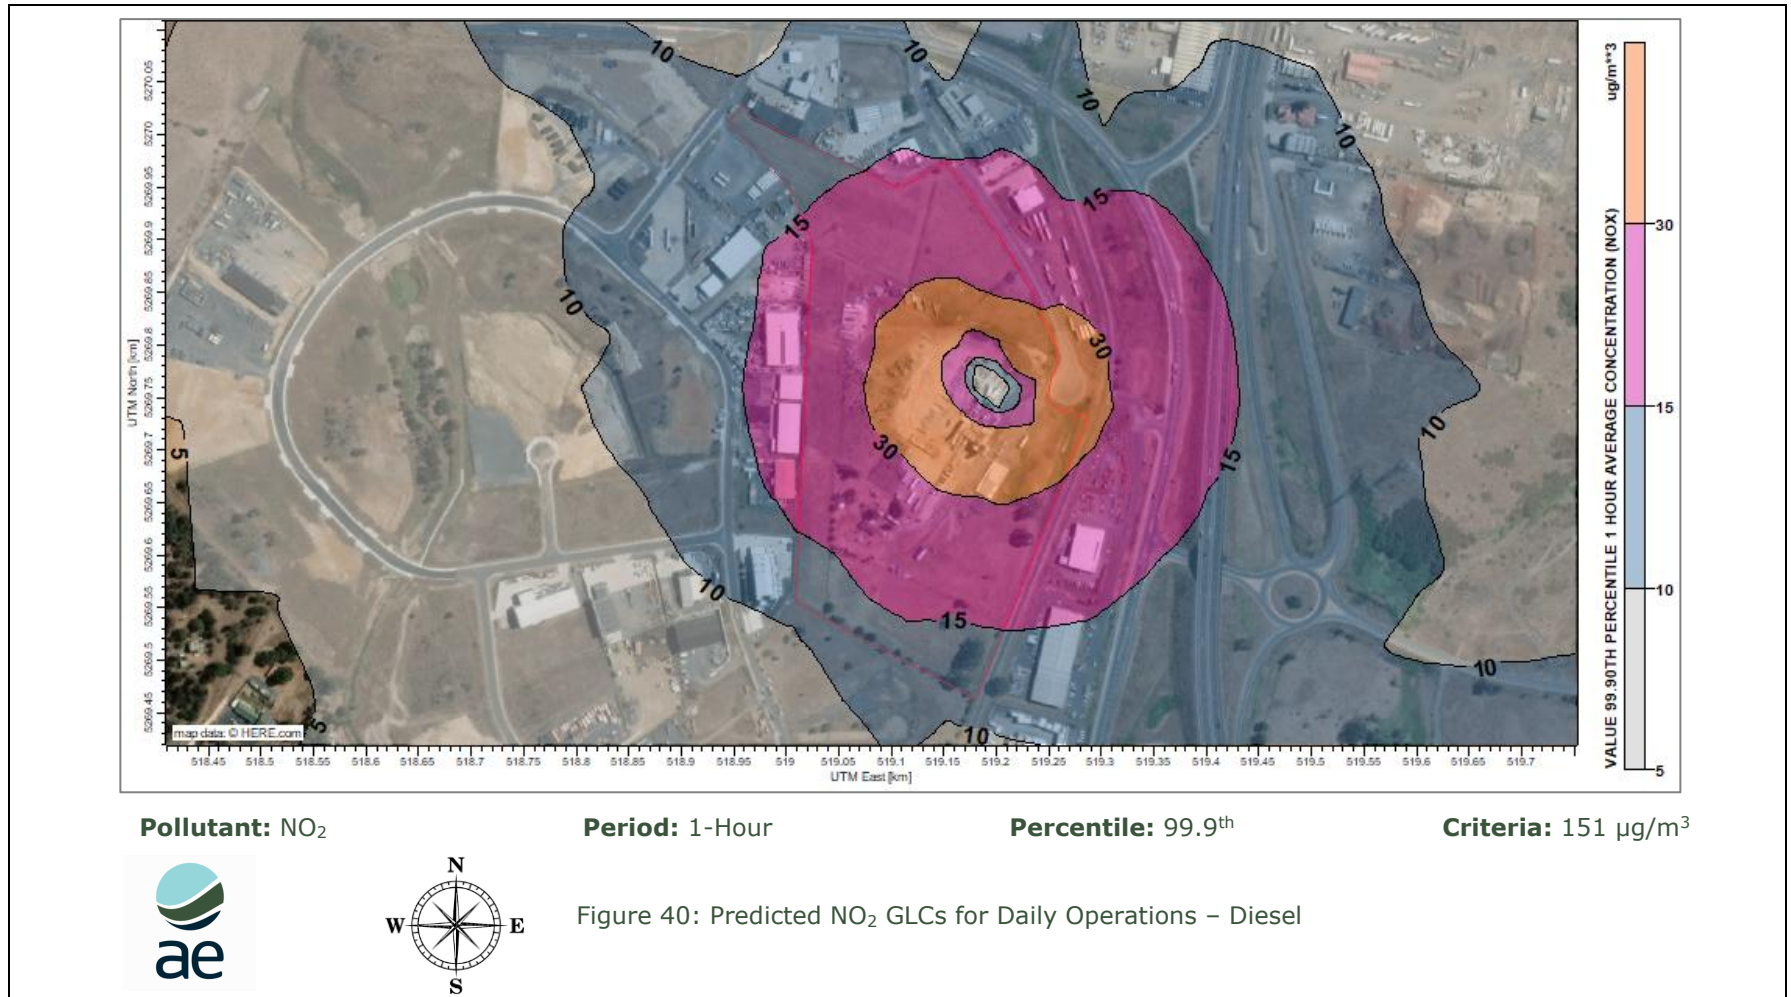 10
10
10
10
15
15
10
30
30
5
15
10
10
15
10
5
10
5270.05
5270
5269.95
5269.9
5269.85
5269.8
5269.75
5269.7
5269.65
5269.6
5269.55
5269.5
5269.45
UTM North [km]
map data: © HERE.com
518.45 518.5 518.55 518.6 518.65 518.7 518.75 518.8 518.85 518.9 518.95 519 519.05 519.1 519.15 519.2 519.25 519.3 519.35 519.4 519.45 519.5 519.55 519.6 519.65 519.7
UTM East [km]
ug/m**3
VALUE 99.90TH PERCENTILE 1 HOUR AVERAGE CONCENTRATION (NOX)
30
15
10
5
Pollutant: NO2 Period: 1-Hour Percentile: 99.9th Criteria: 151 µg/m3
ae
N
W E
S
Figure 40: Predicted NO2 GLCs for Daily Operations – Diesel